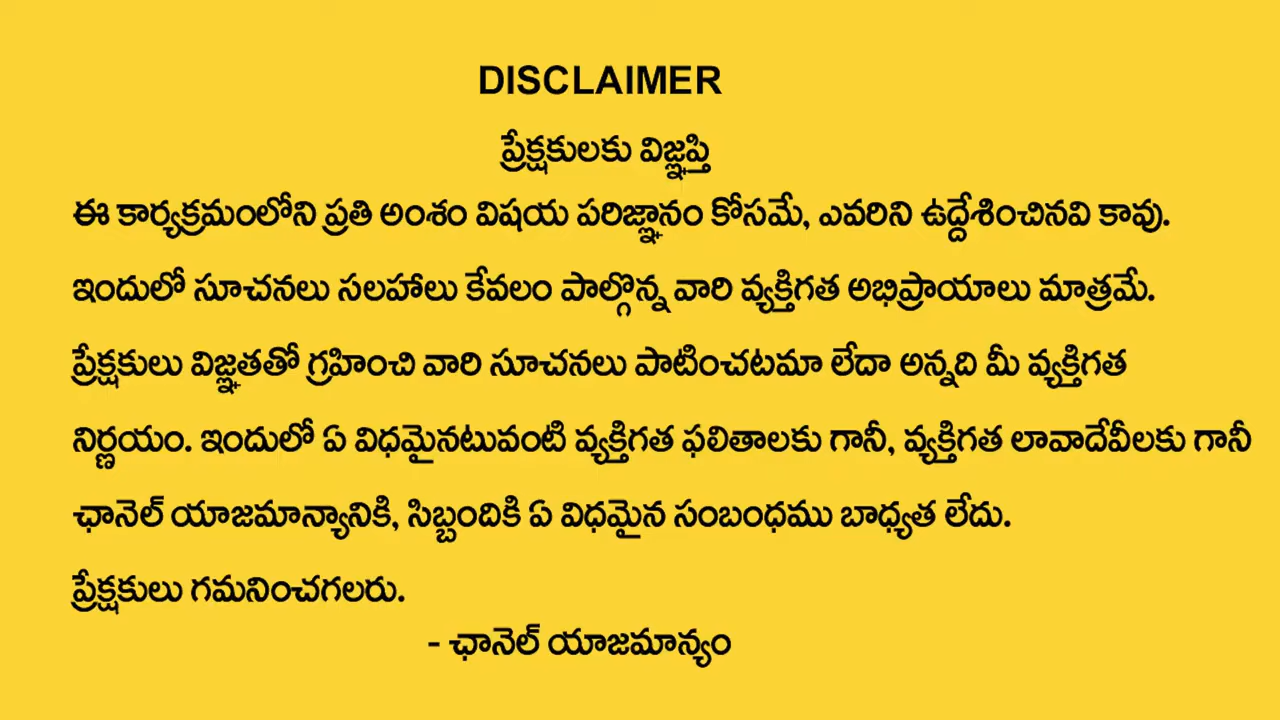 DISCLAIMER
ప్రేక్షకులకు విజ్ఞప్తి
ఈ కార్యక్రమంలోని ప్రతి అంశం విషయ పరిజ్ఞానం కోసమే, ఎవరిని ఉద్దేశించినవి కావు.
ఇందులో సూచనలు సలహాలు కేవలం పాల్గొన్న వారి వ్యక్తిగత అభిప్రాయాలు మాత్రమే.
ప్రేక్షకులు విజ్ఞతతో గ్రహించి వారి సూచనలు పాటించటమా లేదా అన్నది మీ వ్యక్తిగత
నిర్ణయం. ఇందులో ఏ విధమైనటువంటి వ్యక్తిగత ఫలితాలకు గానీ, వ్యక్తిగత లావాదేవీలకు గానీ
ఛానెల్ యాజమాన్యానికి, సిబ్బందికి ఏ విధమైన సంబంధము బాధ్యత లేదు.
ప్రేక్షకులు గమనించగలరు.
- ఛానెల్ యాజమాన్యం